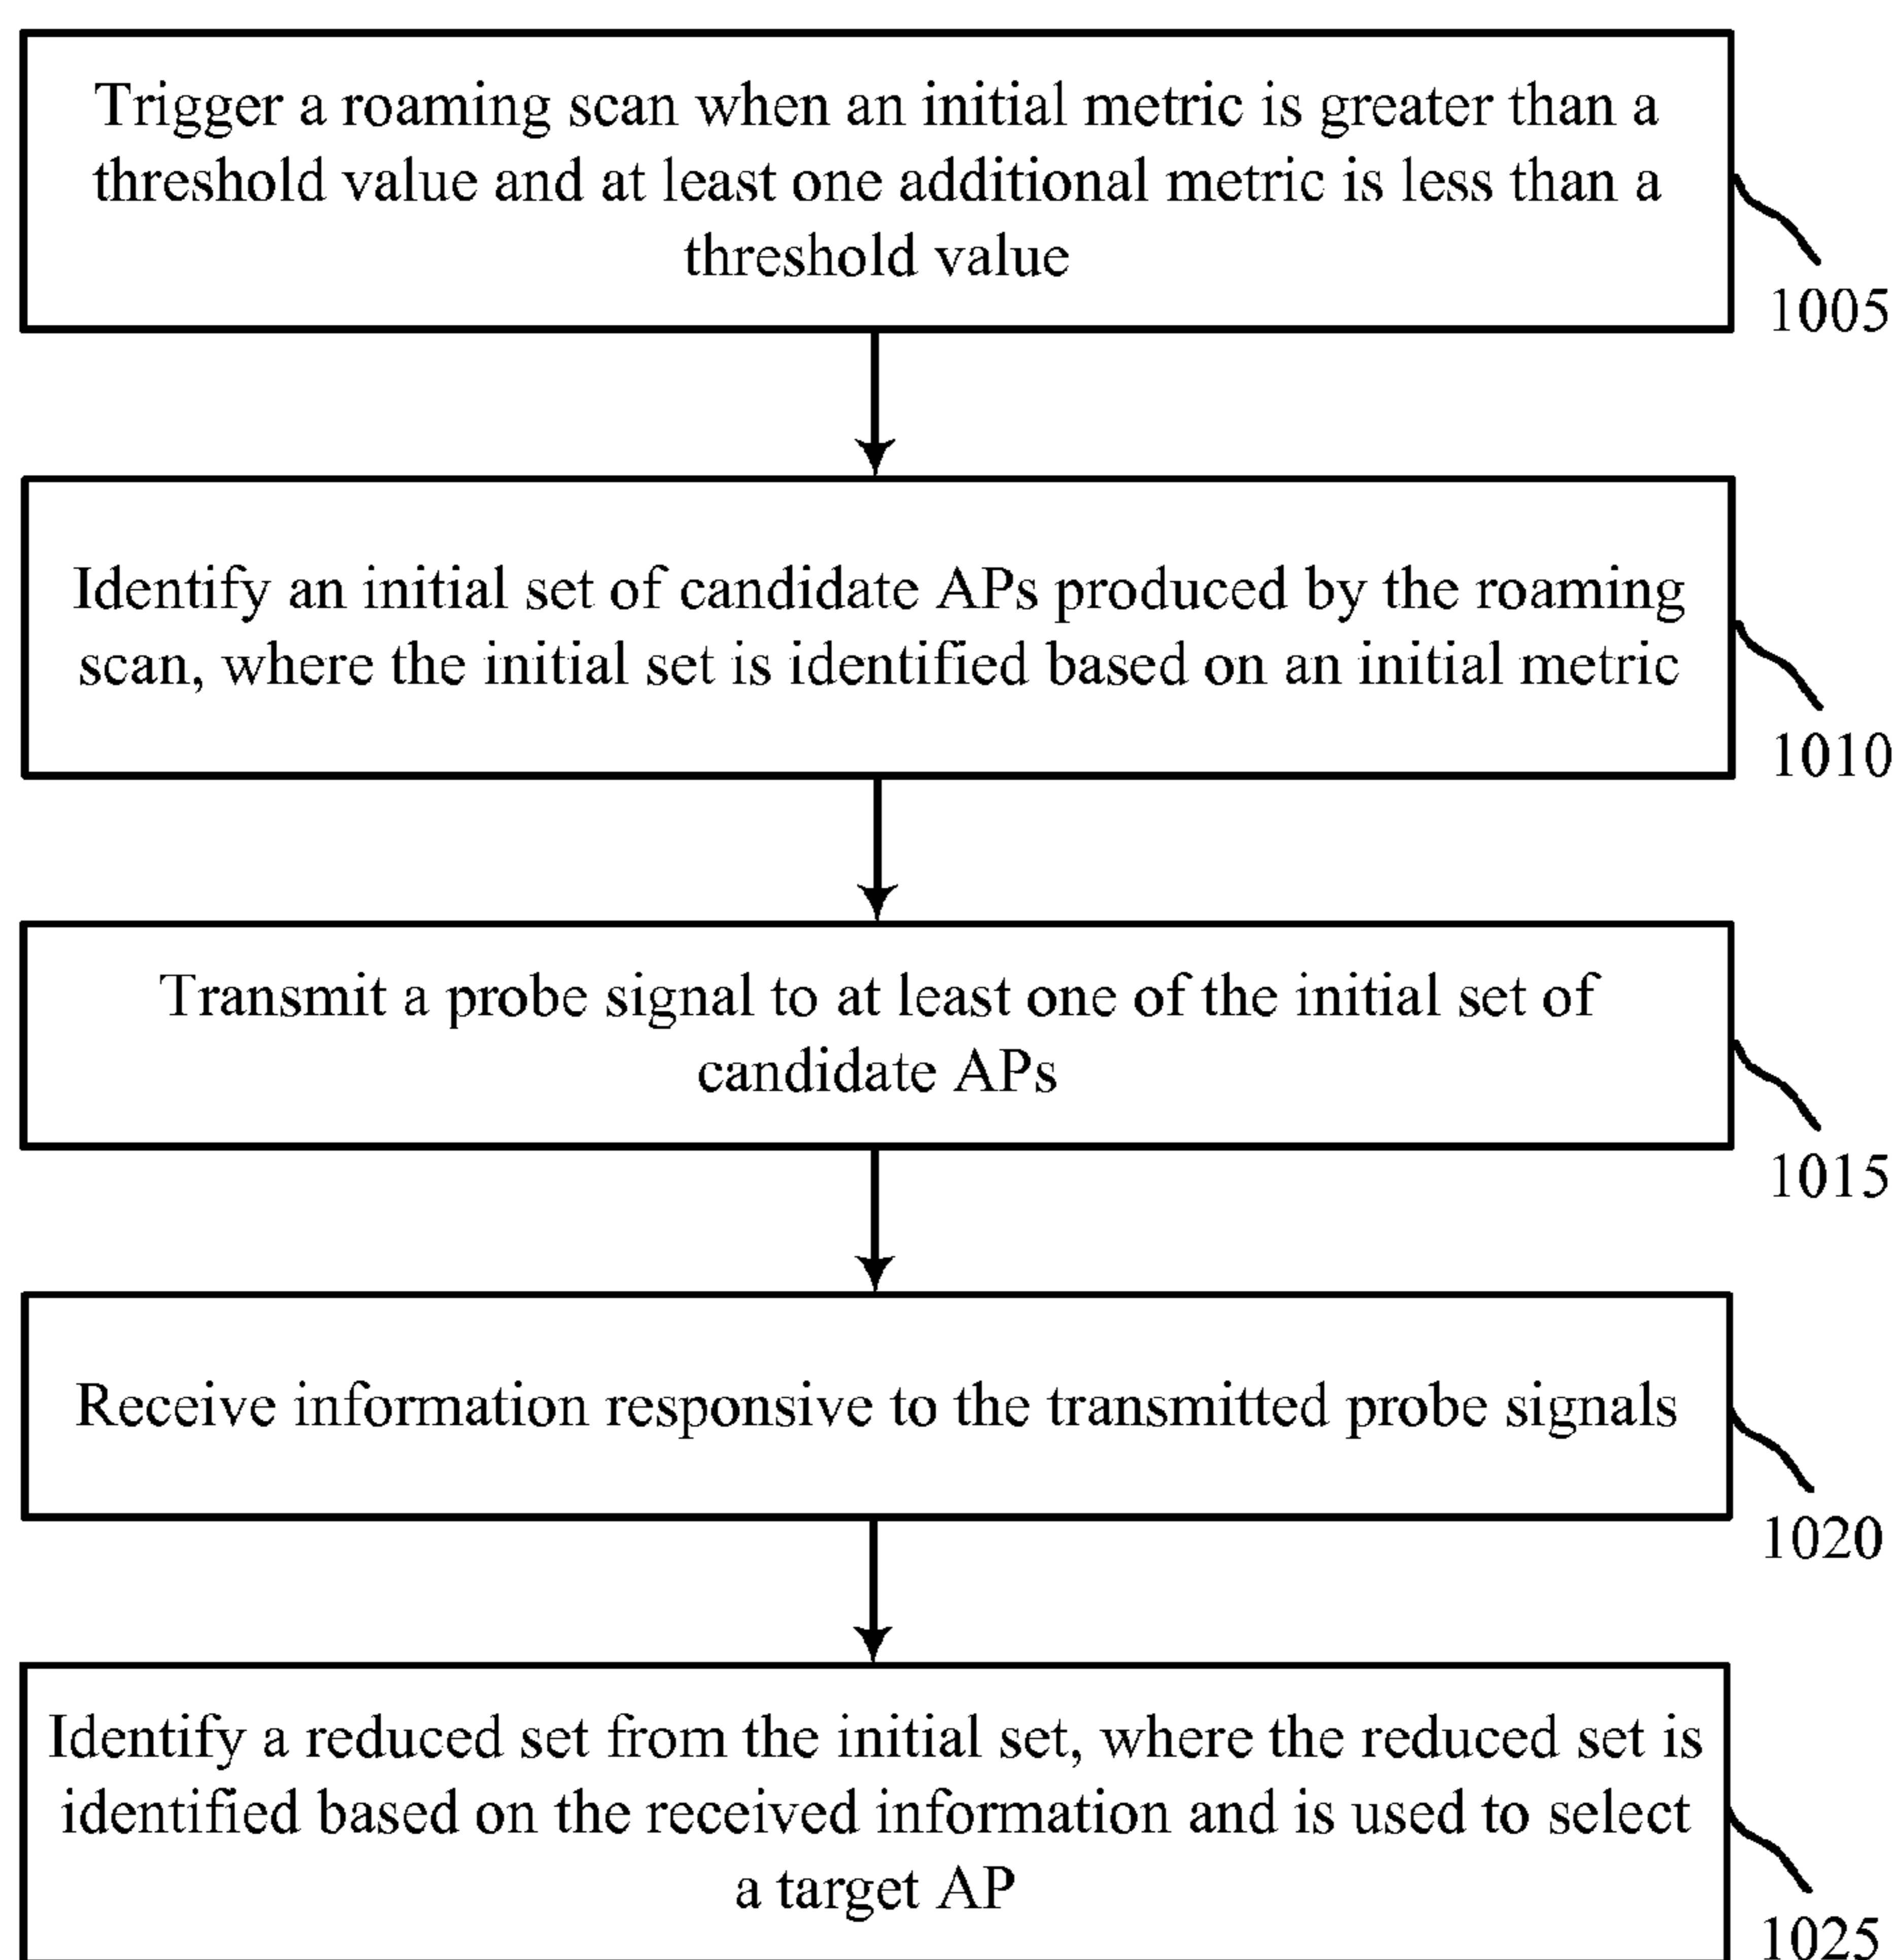 Trigger a roaming scan when an initial metric is greater than a
threshold value and at least one additional metric is less than a
threshold value
1005
Identify an initial set of candidate APs produced by the roaming
scan, where the initial set is identified based on an initial metric
1010
Transmit a probe signal to at least one of the initial set of
candidate APs
1015
Receive information responsive to the transmitted probe signals
1020
Identify a reduced set from the initial set, where the reduced set is
identified based on the received information and is used to select
a target AP
1025